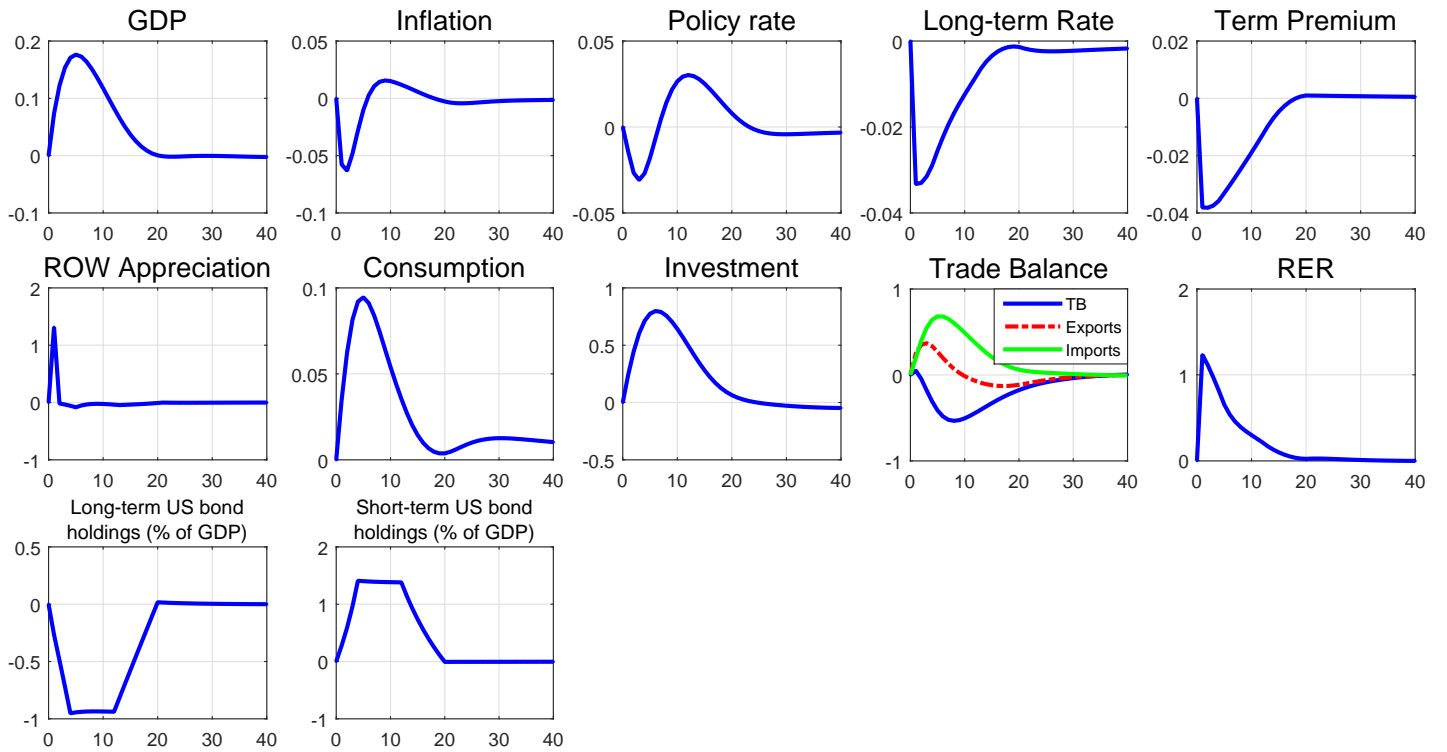 GDP
Inflation
Policy rate
Long-term Rate
Term Premium
0.2
0.1
0
-0.1
0 10 20 30 40
0.05
0
-0.05
-0.1
0 10 20 30 40
0.05
0
-0.05
0 10 20 30 40
0
-0.02
-0.04
0 10 20 30 40
0.02
0
-0.02
-0.04
0 10 20 30 40
ROW Appreciation
Consumption
Investment
Trade Balance
RER
2
1
0
-1
0 10 20 30 40
0.1
0.05
0
0 10 20 30 40
1
0.5
0
-0.5
0 10 20 30 40
1
0
-1
TB
Exports
Imports
0 10 20 30 40
2
1
0
0 10 20 30 40
Long-term US bond
holdings (% of GDP)
0.5
0
-0.5
-1
0 10 20 30 40
Short-term US bond
holdings (% of GDP)
2
1
0
-1
0 10 20 30 40